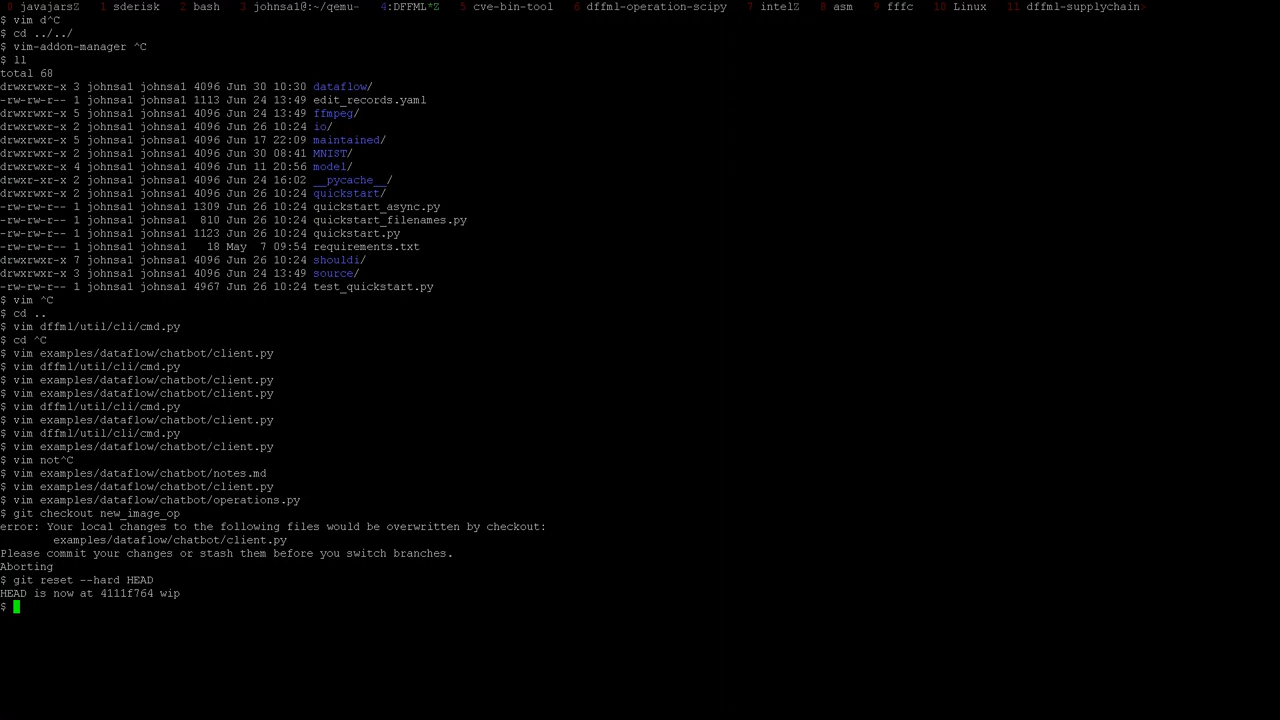 0 javajarsZ  1 sderisk  2 bash  3 johnsa1@:~/qemu-  4:DFFML*Z  5 cve-bin-tool  6 dffml-operation-scipy  7 intelZ  8 asm  9 fffc  10 Linux  11 dffml-supplychain>
$ vim d^C
$ cd ../../
$ vim-addon-manager ^C
$ ll
total 68
drwxrwxr-x 3 johnsa1 johnsa1 4096 Jun 30 10:30 dataflow/
-rw-rw-r-- 1 johnsa1 johnsa1 1113 Jun 24 13:49 edit_records.yaml
drwxrwxr-x 5 johnsa1 johnsa1 4096 Jun 24 13:49 ffmpeg/
drwxrwxr-x 2 johnsa1 johnsa1 4096 Jun 26 10:24 io/
drwxrwxr-x 5 johnsa1 johnsa1 4096 Jun 17 22:09 maintained/
drwxrwxr-x 2 johnsa1 johnsa1 4096 Jun 30 08:41 MNIST/
drwxrwxr-x 4 johnsa1 johnsa1 4096 Jun 11 20:56 model/
drwxr-xr-x 2 johnsa1 johnsa1 4096 Jun 24 16:02 __pycache__/
drwxrwxr-x 2 johnsa1 johnsa1 4096 Jun 26 10:24 quickstart/
-rw-rw-r-- 1 johnsa1 johnsa1 1309 Jun 26 10:24 quickstart_async.py
-rw-rw-r-- 1 johnsa1 johnsa1  810 Jun 26 10:24 quickstart_filenames.py
-rw-rw-r-- 1 johnsa1 johnsa1 1123 Jun 26 10:24 quickstart.py
-rw-rw-r-- 1 johnsa1 johnsa1   18 May  7 09:54 requirements.txt
drwxrwxr-x 7 johnsa1 johnsa1 4096 Jun 26 10:24 shouldi/
drwxrwxr-x 3 johnsa1 johnsa1 4096 Jun 24 13:49 source/
-rw-rw-r-- 1 johnsa1 johnsa1 4967 Jun 26 10:24 test_quickstart.py
$ vim ^C
$ cd ..
$ vim dffml/util/cli/cmd.py
$ cd ^C
$ vim examples/dataflow/chatbot/client.py
$ vim dffml/util/cli/cmd.py
$ vim examples/dataflow/chatbot/client.py
$ vim examples/dataflow/chatbot/client.py
$ vim dffml/util/cli/cmd.py
$ vim examples/dataflow/chatbot/client.py
$ vim dffml/util/cli/cmd.py
$ vim examples/dataflow/chatbot/client.py
$ vim not^C
$ vim examples/dataflow/chatbot/notes.md
$ vim examples/dataflow/chatbot/client.py
$ vim examples/dataflow/chatbot/operations.py
$ git checkout new_image_op
error: Your local changes to the following files would be overwritten by checkout:
        examples/dataflow/chatbot/client.py
Please commit your changes or stash them before you switch branches.
Aborting
$ git reset --hard HEAD
HEAD is now at 4111f764 wip
$